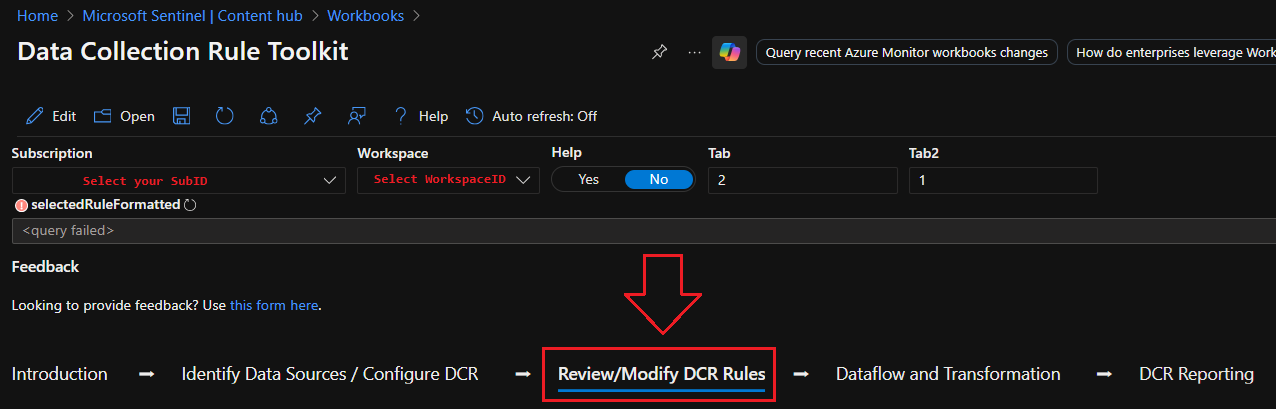 Home > Microsoft Sentinel | Content hub > Workbooks >
Data Collection Rule Toolkit
... Query recent Azure Monitor workbooks changes How do enterprises leverage Work
Edit Open ? Help Auto refresh: Off
Subscription Workspace Help Tab Tab2
Select your SubID Select WorkspaceID Yes No 2 1
! selectedRuleFormatted
<query failed>
Feedback
Looking to provide feedback? Use this form here.
Introduction → Identify Data Sources / Configure DCR → Review/Modify DCR Rules → Dataflow and Transformation → DCR Reporting